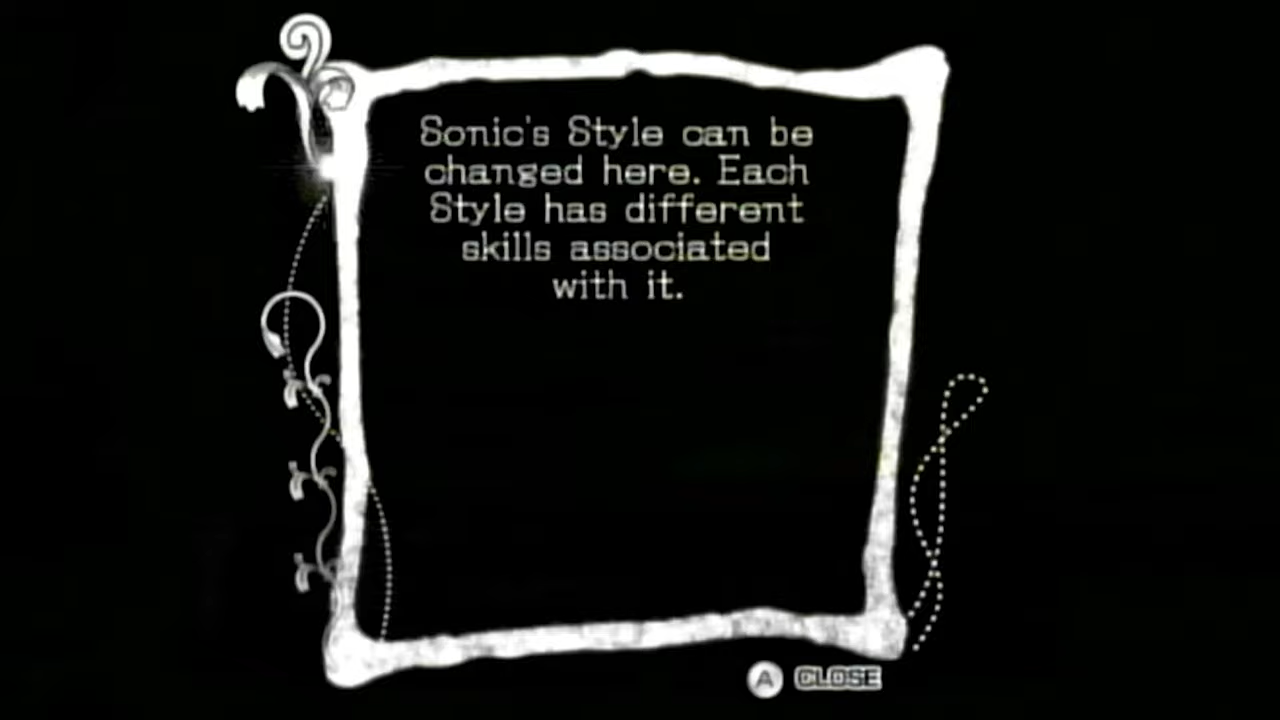 Sonic's Style can be
changed here. Each
Style has different
skills associated
with it.
A CLOSE